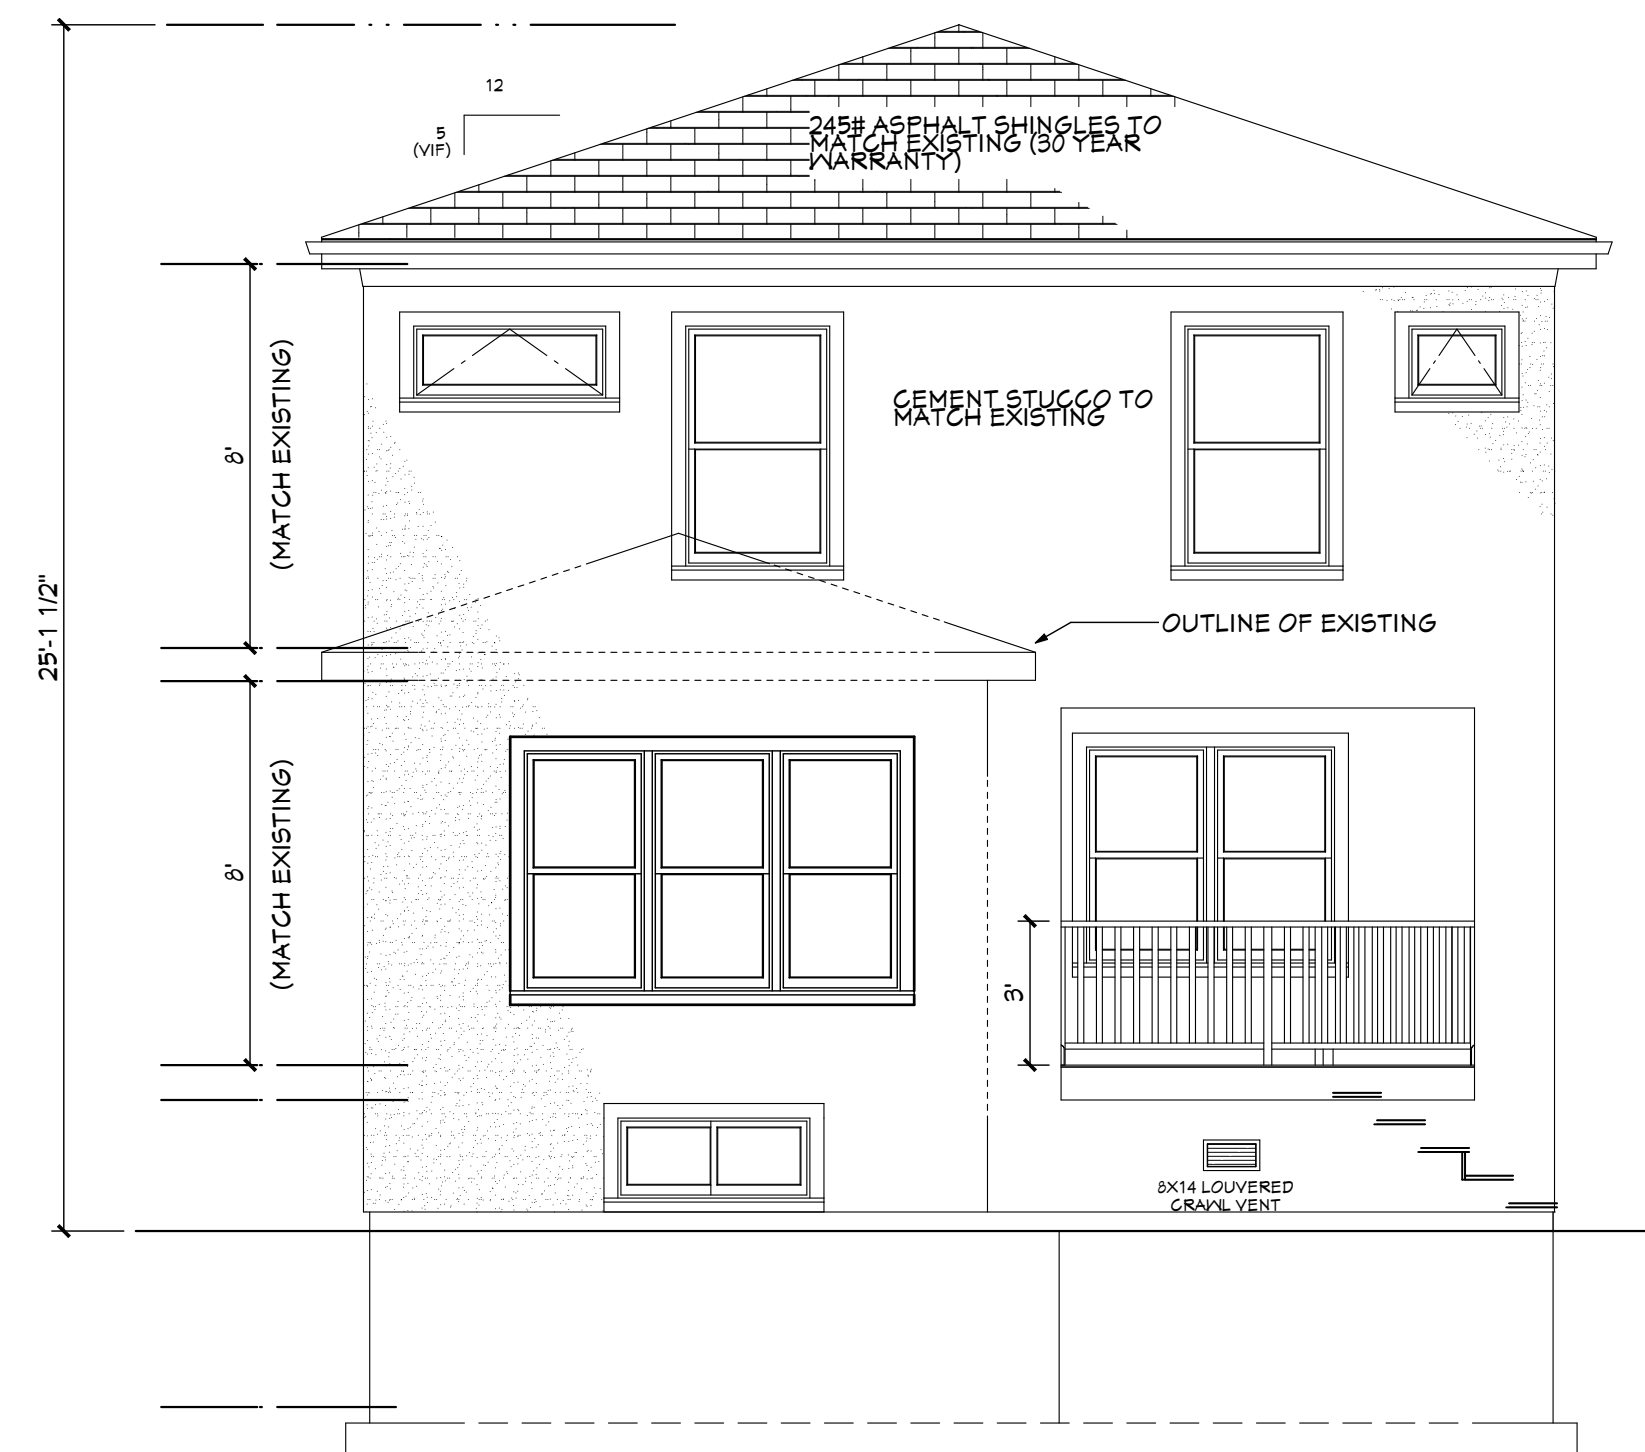 12
5
(VIF)
245# ASPHALT SHINGLES TO
MATCH EXISTING (30 YEAR
WARRANTY)
8'
(MATCH EXISTING)
CEMENT STUCCO TO
MATCH EXISTING
25'-1 1/2"
OUTLINE OF EXISTING
8'
(MATCH EXISTING)
3'
8X14 LOUVERED
CRAWL VENT